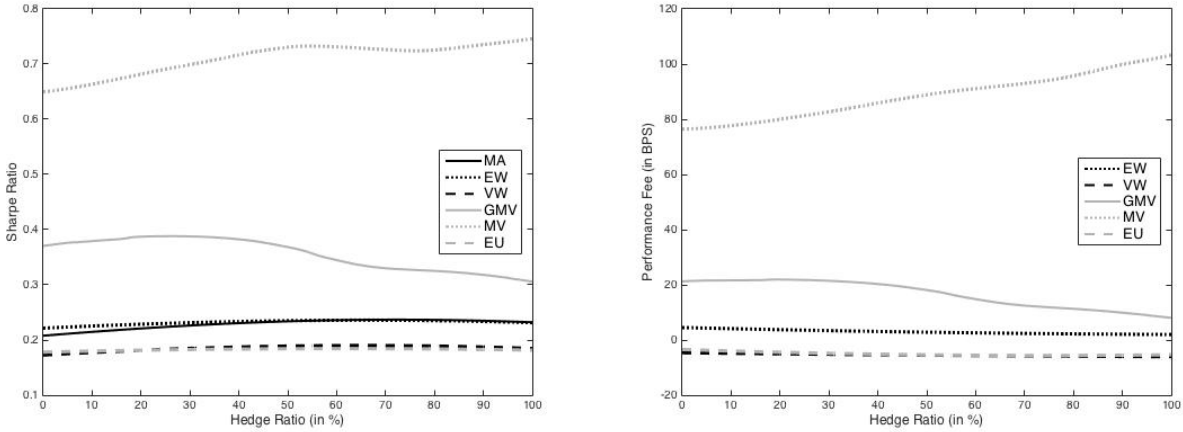 0.8
0.7
0.6
0.5
0.4
0.3
0.2
0.1
Sharpe Ratio
0 10 20 30 40 50 60 70 80 90 100
Hedge Ratio (in %)
MA
EW
VW
GMV
MV
EU
120
100
80
60
40
20
0
-20
Performance Fee (in BPS)
0 10 20 30 40 50 60 70 80 90 100
Hedge Ratio (in %)
EW
VW
GMV
MV
EU